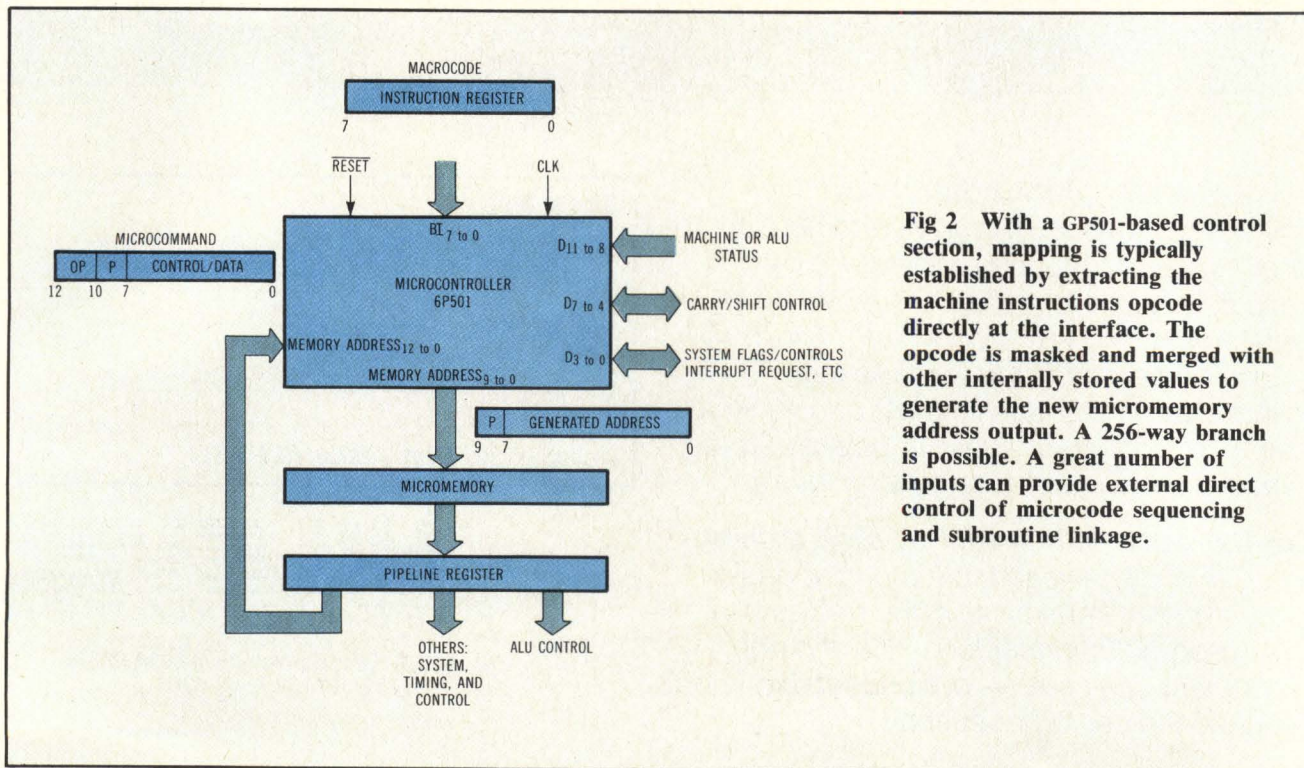 MACROCODE
INSTRUCTION REGISTER
7 0
RESET CLK
BI7 to 0
MICROCOMMAND
OP P CONTROL/DATA
12 10 7 0
MICROCONTROLLER
6P501
D11 to 8
MACHINE OR ALU
STATUS
D7 to 4
CARRY/SHIFT CONTROL
D3 to 0
SYSTEM FLAGS/CONTROLS
INTERRUPT REQUEST, ETC
MEMORY ADDRESS12 to 0
MEMORY ADDRESS9 to 0
P GENERATED ADDRESS
9 7 0
MICROMEMORY
PIPELINE REGISTER
OTHERS:
SYSTEM,
TIMING, AND
CONTROL
ALU CONTROL
Fig 2 With a GP501-based control
section, mapping is typically
established by extracting the
machine instructions opcode
directly at the interface. The
opcode is masked and merged with
other internally stored values to
generate the new micromemory
address output. A 256-way branch
is possible. A great number of
inputs can provide external direct
control of microcode sequencing
and subroutine linkage.